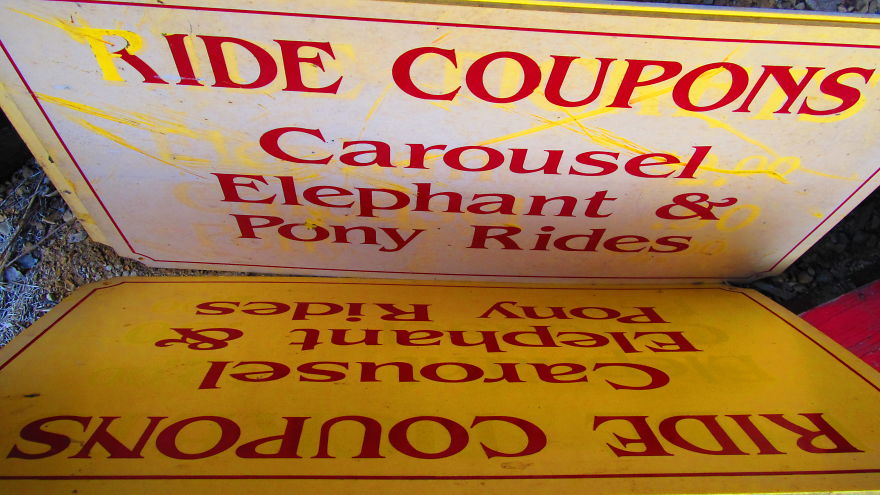 RIDE COUPONS
Carousel
Elephant &
Pony Rides
RIDE COUPONS
Carousel
Elephant &
Pony Rides